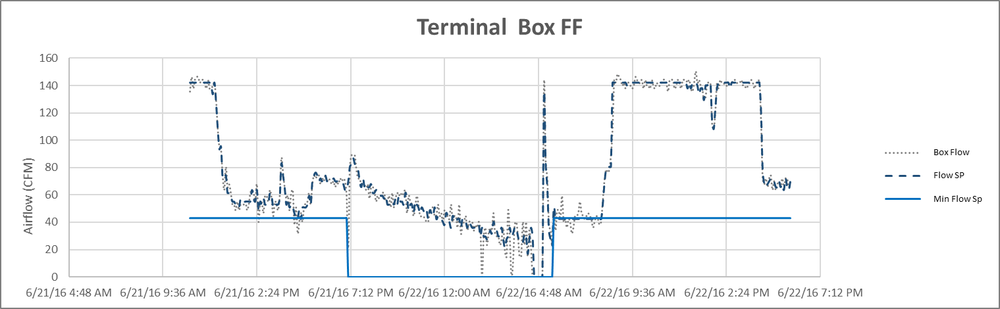 Terminal  Box FF
160
140
120
100
80
60
40
20
0
Airflow (CFM)
6/21/16 4:48 AM 6/21/16 9:36 AM 6/21/16 2:24 PM 6/21/16 7:12 PM 6/22/16 12:00 AM 6/22/16 4:48 AM 6/22/16 9:36 AM 6/22/16 2:24 PM 6/22/16 7:12 PM
Box Flow
Flow SP
Min Flow Sp